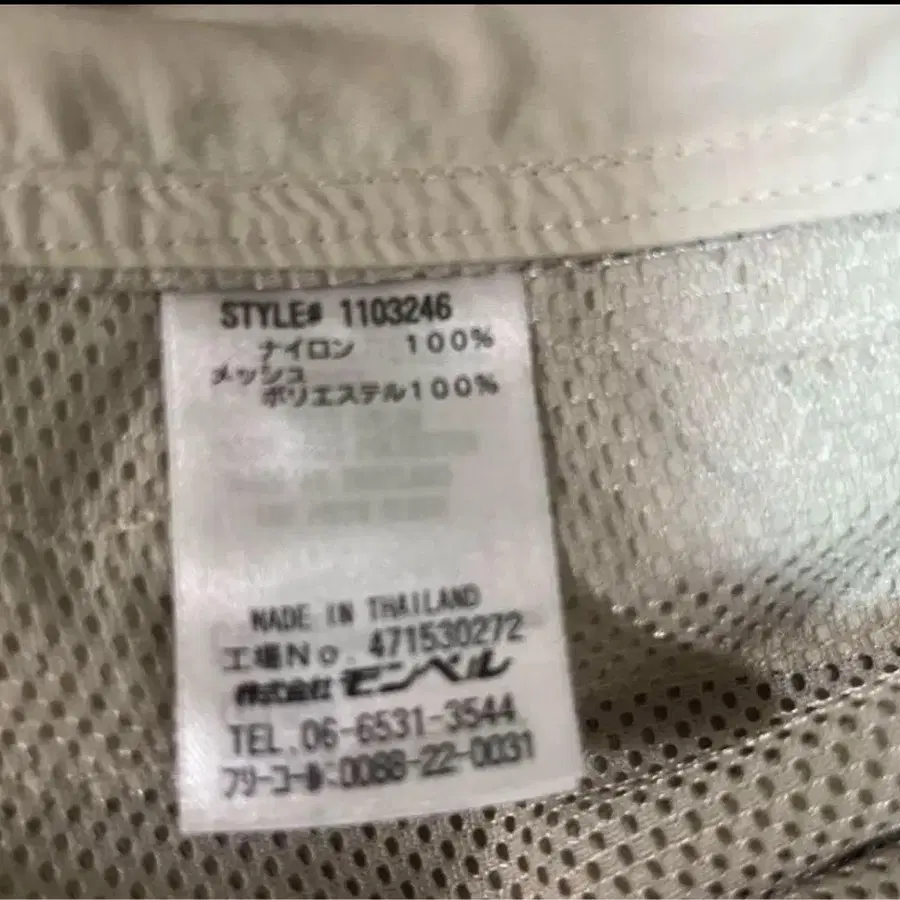 STYLE# 1103246
ナイロン 100%
メッシュ
ポリエステル100%
MADE IN THAILAND
工場No. 471530272
株式会社 モンベル
TEL.06-6531-3544
フリーコール:0088-22-0031